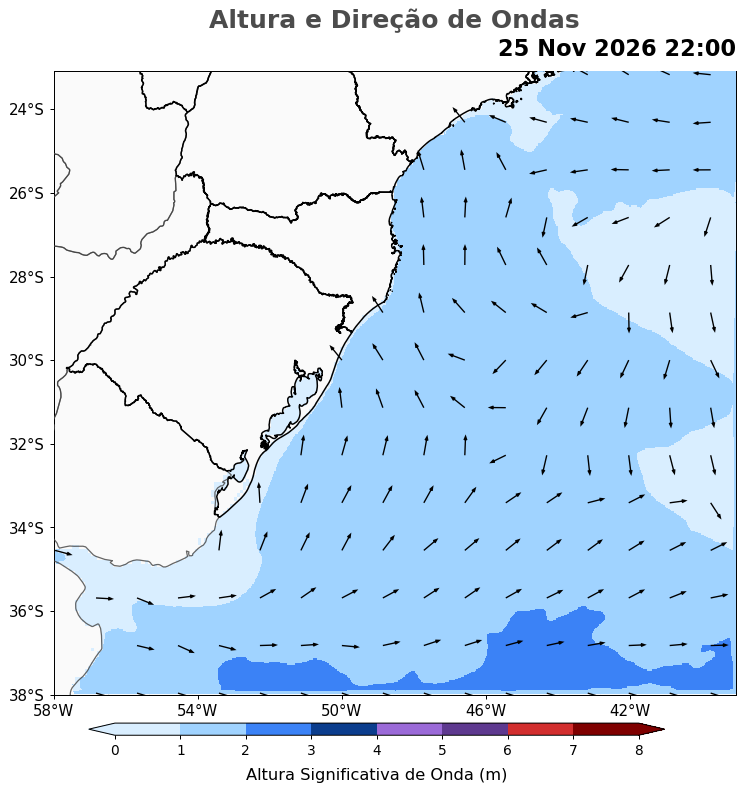 Altura e Direção de Ondas
25 Nov 2026 22:00
24°S
26°S
28°S
30°S
32°S
34°S
36°S
38°S
58°W 54°W 50°W 46°W 42°W
0 1 2 3 4 5 6 7 8
Altura Significativa de Onda (m)